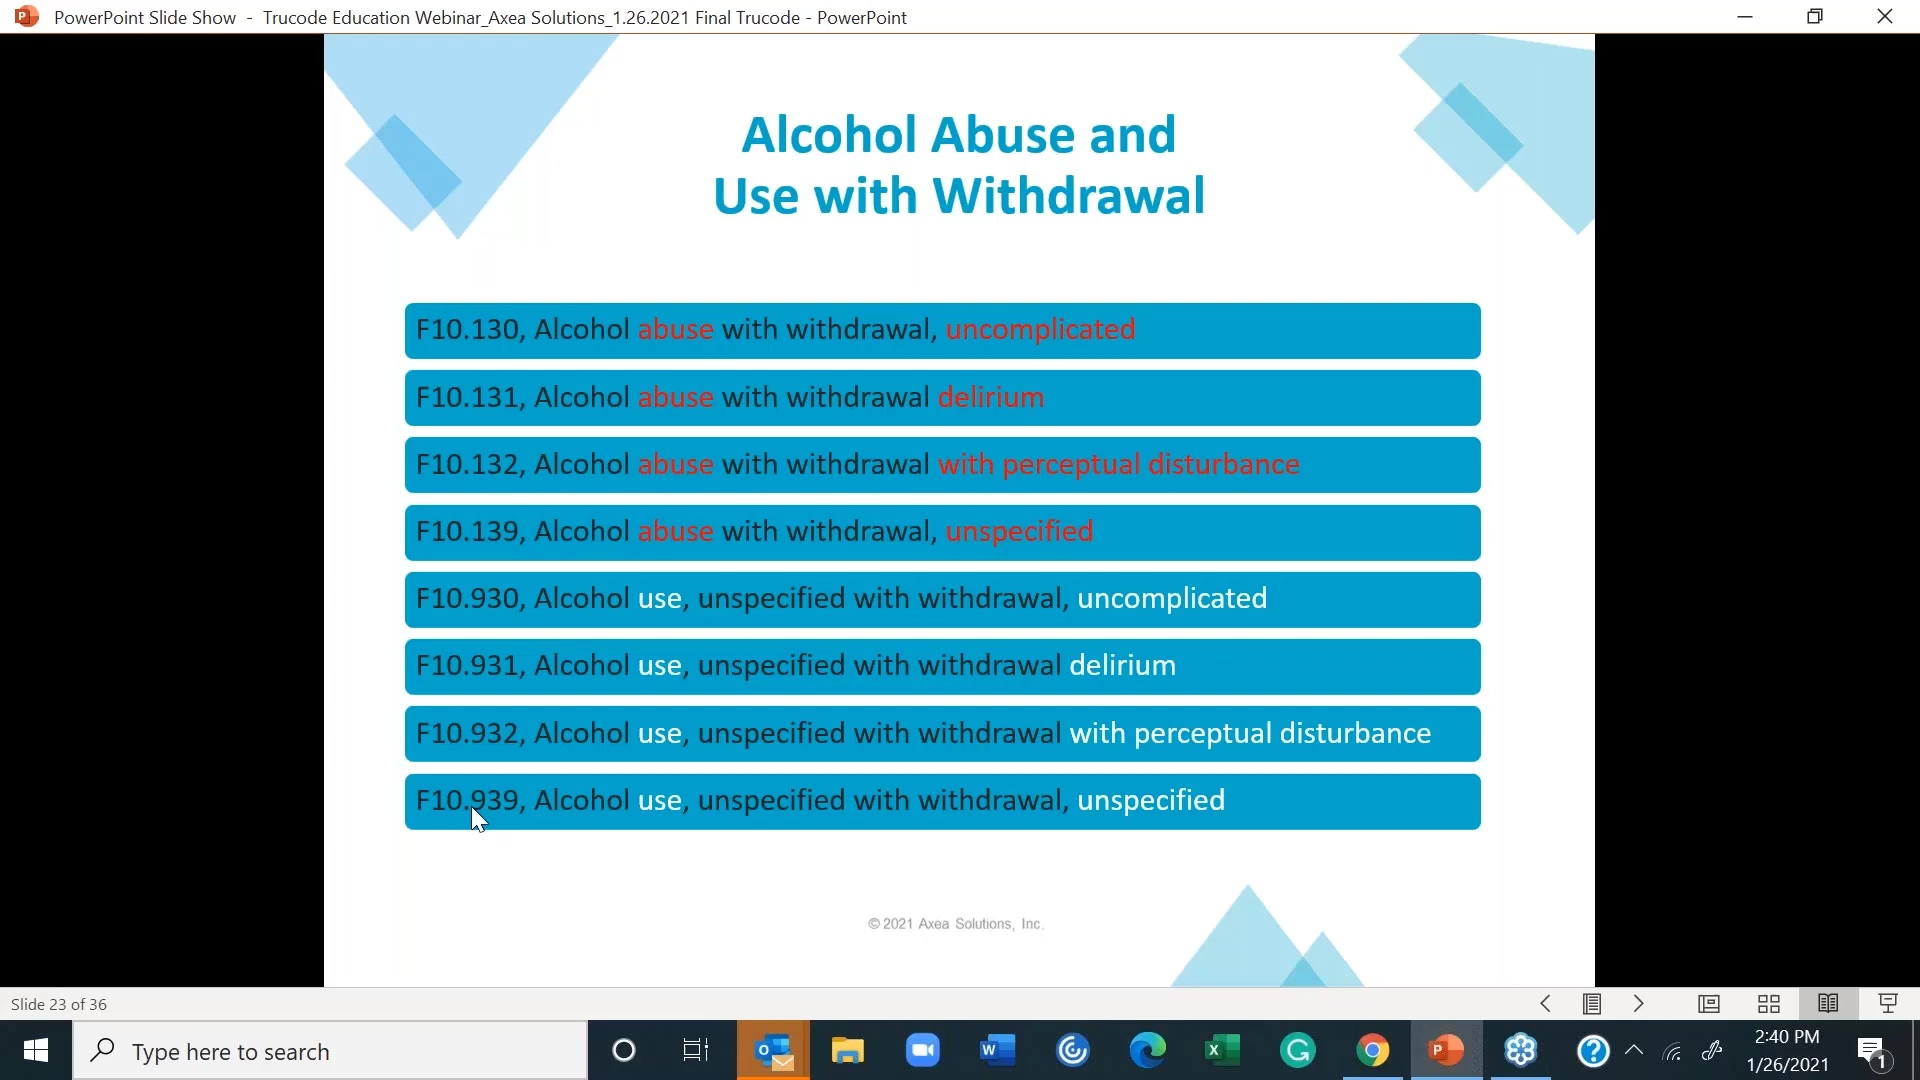 PowerPoint Slide Show - Trucode Education Webinar_Axea Solutions_1.26.2021 Final Trucode - PowerPoint
Alcohol Abuse and
Use with Withdrawal
F10.130, Alcohol abuse with withdrawal, uncomplicated
F10.131, Alcohol abuse with withdrawal delirium
F10.132, Alcohol abuse with withdrawal with perceptual disturbance
F10.139, Alcohol abuse with withdrawal, unspecified
F10.930, Alcohol use, unspecified with withdrawal, uncomplicated
F10.931, Alcohol use, unspecified with withdrawal delirium
F10.932, Alcohol use, unspecified with withdrawal with perceptual disturbance
F10.939, Alcohol use, unspecified with withdrawal, unspecified
© 2021 Axea Solutions, Inc.
Slide 23 of 36
Type here to search
2:40 PM
1/26/2021
1